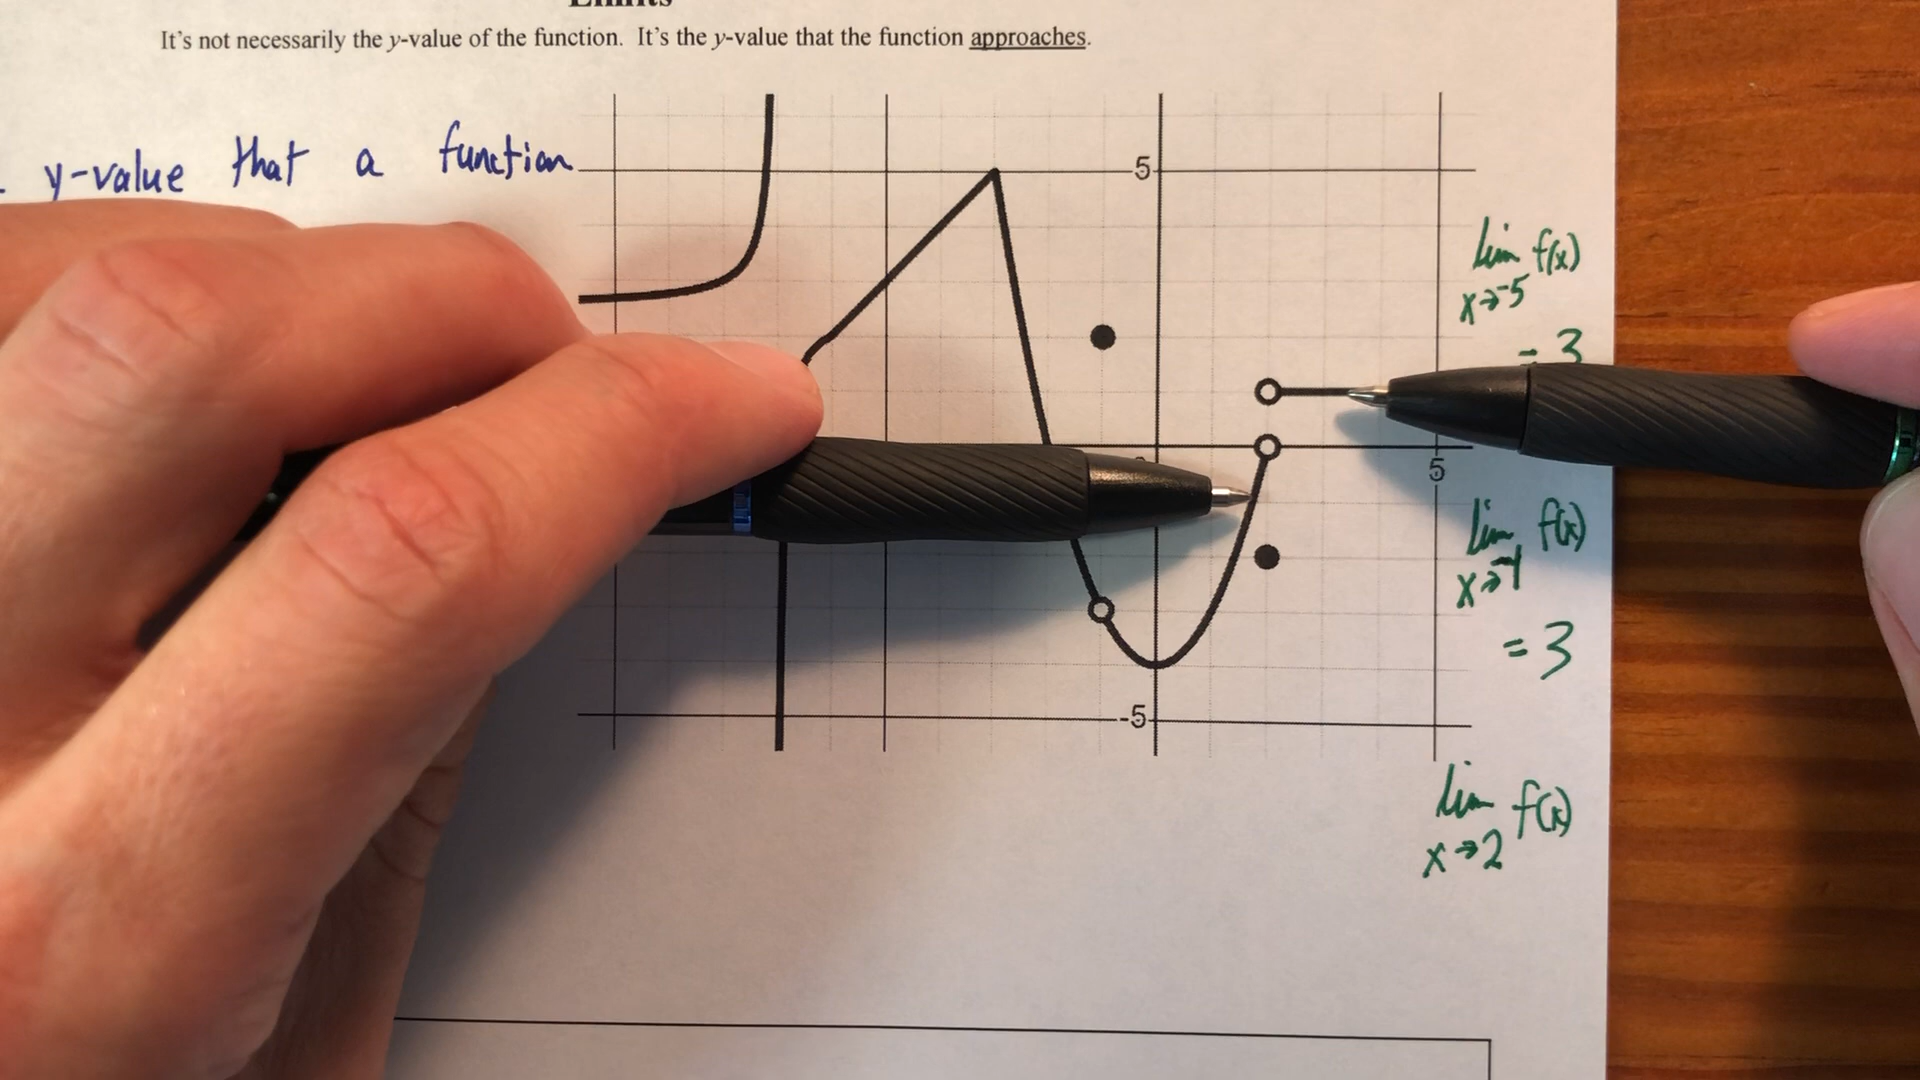 Limits
It's not necessarily the y-value of the function. It's the y-value that the function approaches.
y-value that a function
5
lim f(x)
x→-5
= 3
5
lim f(x)
x→-1
= 3
-5
lim f(x)
x→2